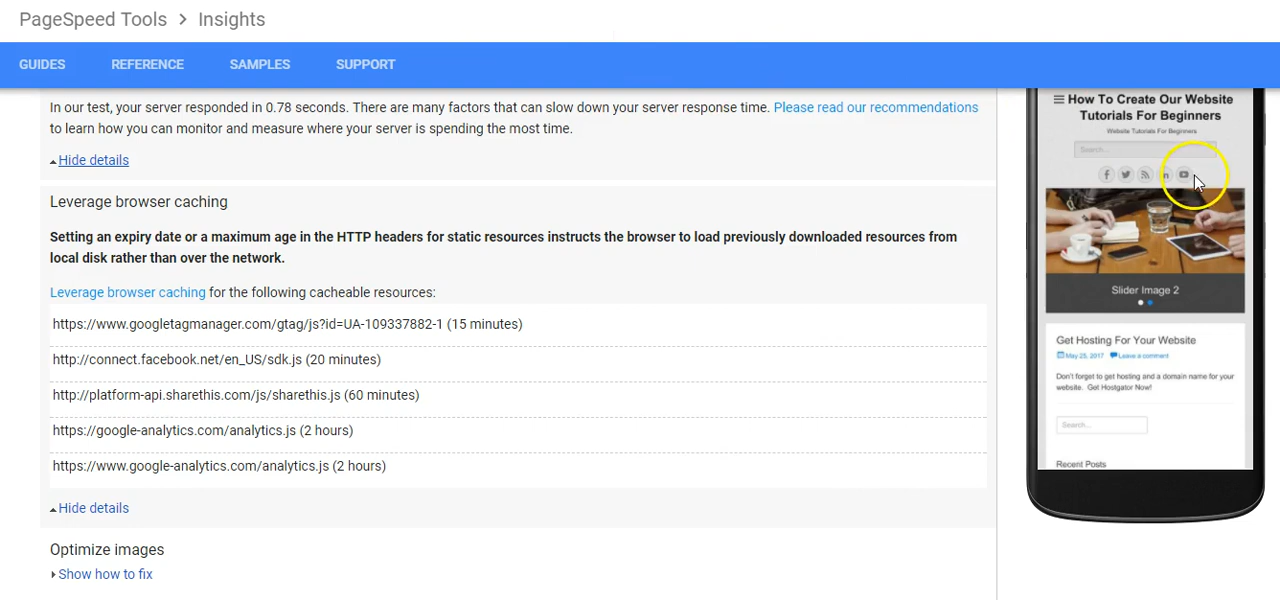 PageSpeed Tools > Insights
GUIDES REFERENCE SAMPLES SUPPORT
In our test, your server responded in 0.78 seconds. There are many factors that can slow down your server response time. Please read our recommendations
to learn how you can monitor and measure where your server is spending the most time.
Hide details
Leverage browser caching
Setting an expiry date or a maximum age in the HTTP headers for static resources instructs the browser to load previously downloaded resources from
local disk rather than over the network.
Leverage browser caching for the following cacheable resources:
https://www.googletagmanager.com/gtag/js?id=UA-109337882-1 (15 minutes)
http://connect.facebook.net/en_US/sdk.js (20 minutes)
http://platform-api.sharethis.com/js/sharethis.js (60 minutes)
https://google-analytics.com/analytics.js (2 hours)
https://www.google-analytics.com/analytics.js (2 hours)
Hide details
Optimize images
Show how to fix
How To Create Our Website
Tutorials For Beginners
Website Tutorials For Beginners
Search...
Slider Image 2
Get Hosting For Your Website
May 25, 2017 Leave a comment
Don't forget to get hosting and a domain name for your
website. Get Hostgator Now!
Search...
Recent Posts